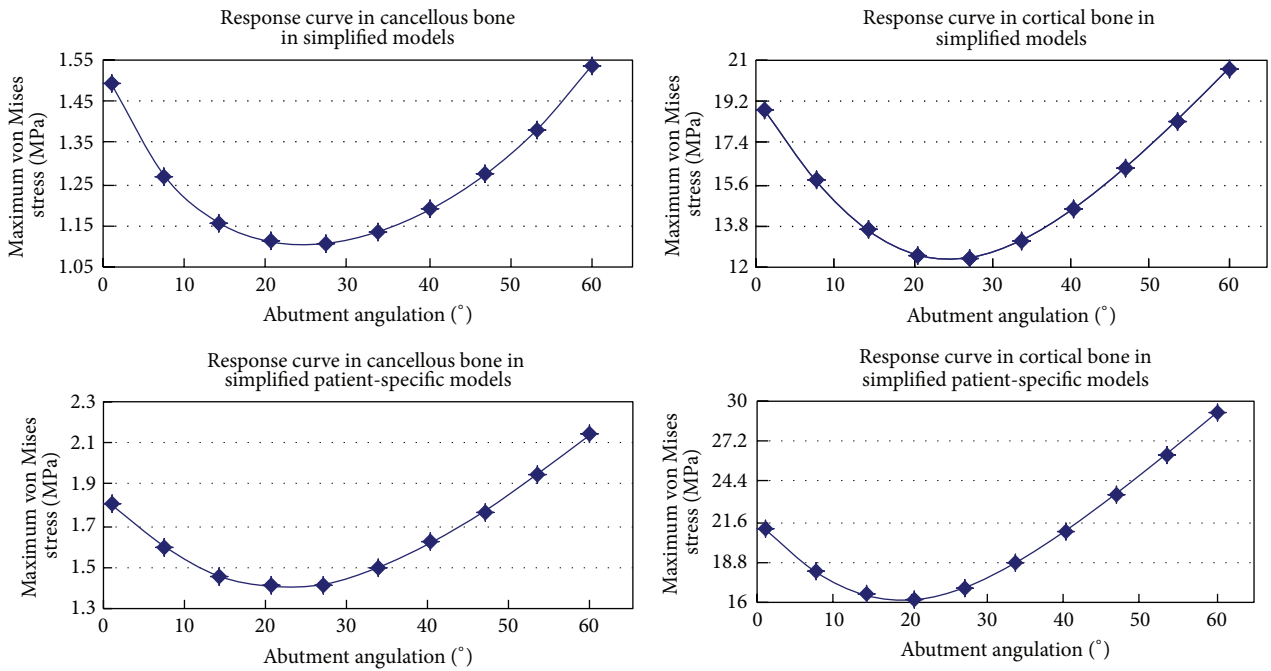 Response curve in cancellous bone
in simplified models
Maximum von Mises
stress (MPa)
1.55
1.45
1.35
1.25
1.15
1.05
0 10 20 30 40 50 60
Abutment angulation (°)
Response curve in cortical bone in
simplified models
Maximum von Mises
stress (MPa)
21
19.2
17.4
15.6
13.8
12
0 10 20 30 40 50 60
Abutment angulation (°)
Response curve in cancellous bone in
simplified patient-specific models
Maximum von Mises
stress (MPa)
2.3
2.1
1.9
1.7
1.5
1.3
0 10 20 30 40 50 60
Abutment angulation (°)
Response curve in cortical bone in
simplified patient-specific models
Maximum von Mises
stress (MPa)
30
27.2
24.4
21.6
18.8
16
0 10 20 30 40 50 60
Abutment angulation (°)